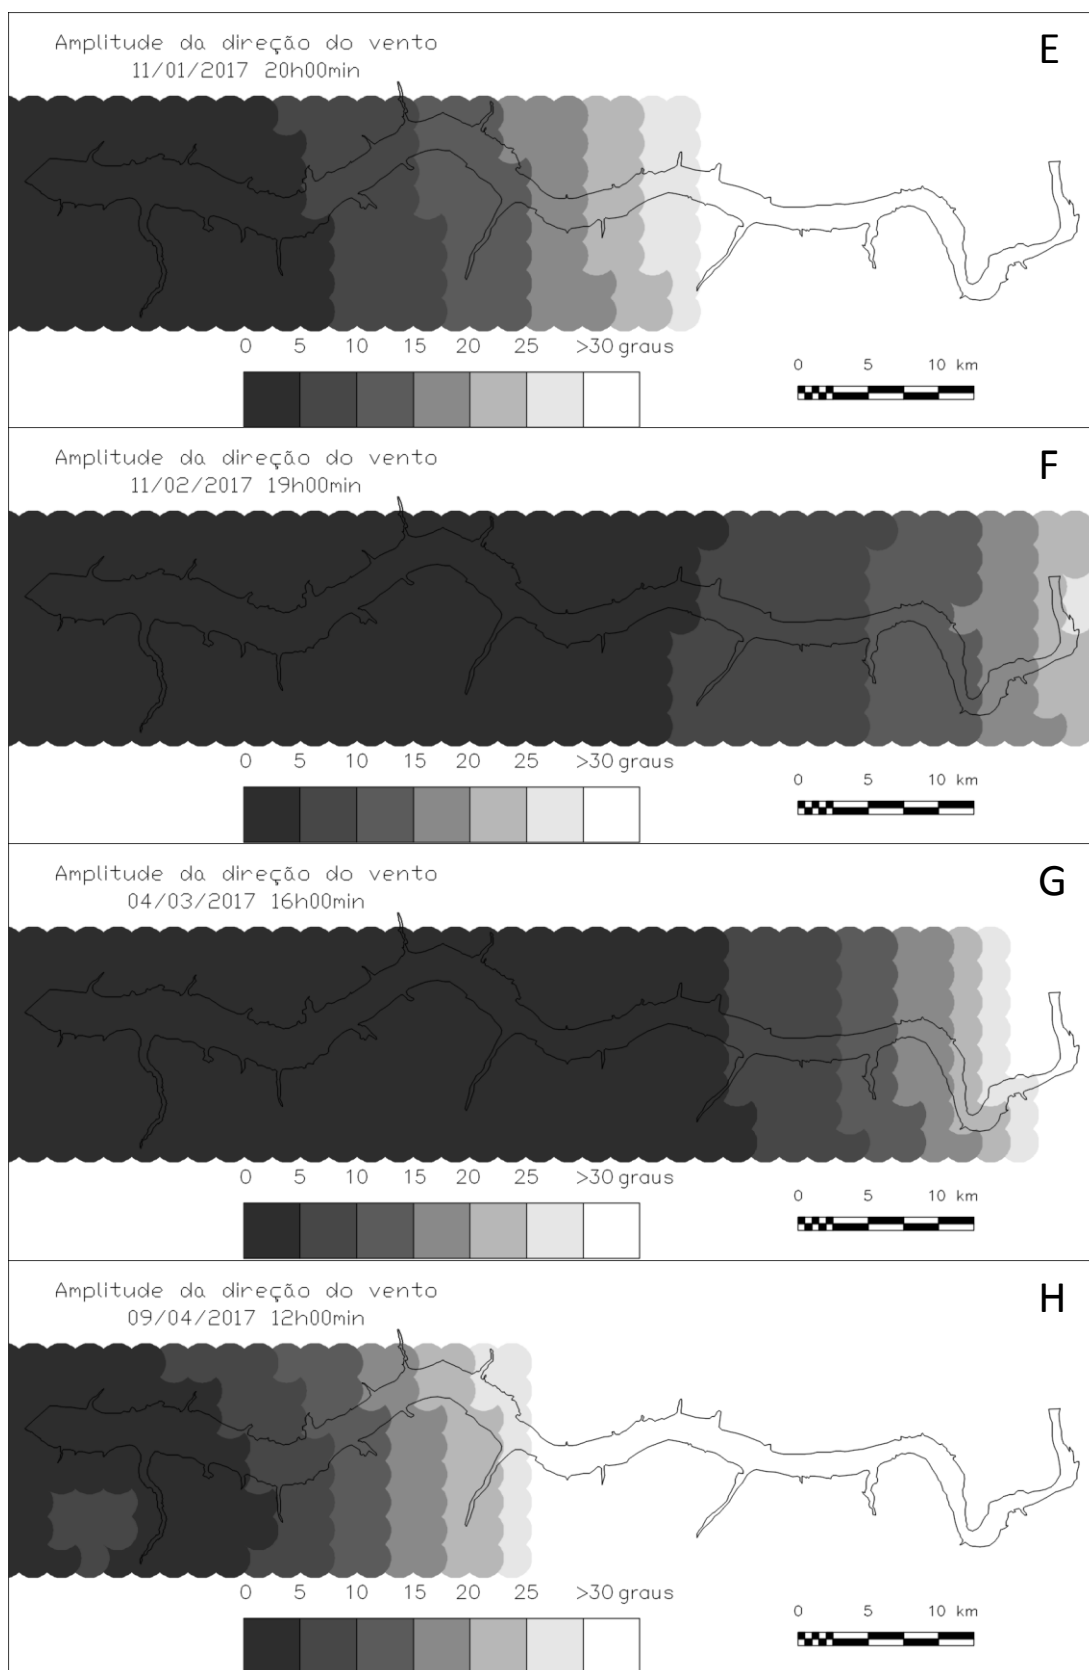 Amplitude da direção do vento
E
11/01/2017 20h00min
0 5 10 15 20 25 >30 graus
0 5 10 km
Amplitude da direção do vento
F
11/02/2017 19h00min
0 5 10 15 20 25 >30 graus
0 5 10 km
Amplitude da direção do vento
G
04/03/2017 16h00min
0 5 10 15 20 25 >30 graus
0 5 10 km
Amplitude da direção do vento
H
09/04/2017 12h00min
0 5 10 15 20 25 >30 graus
0 5 10 km